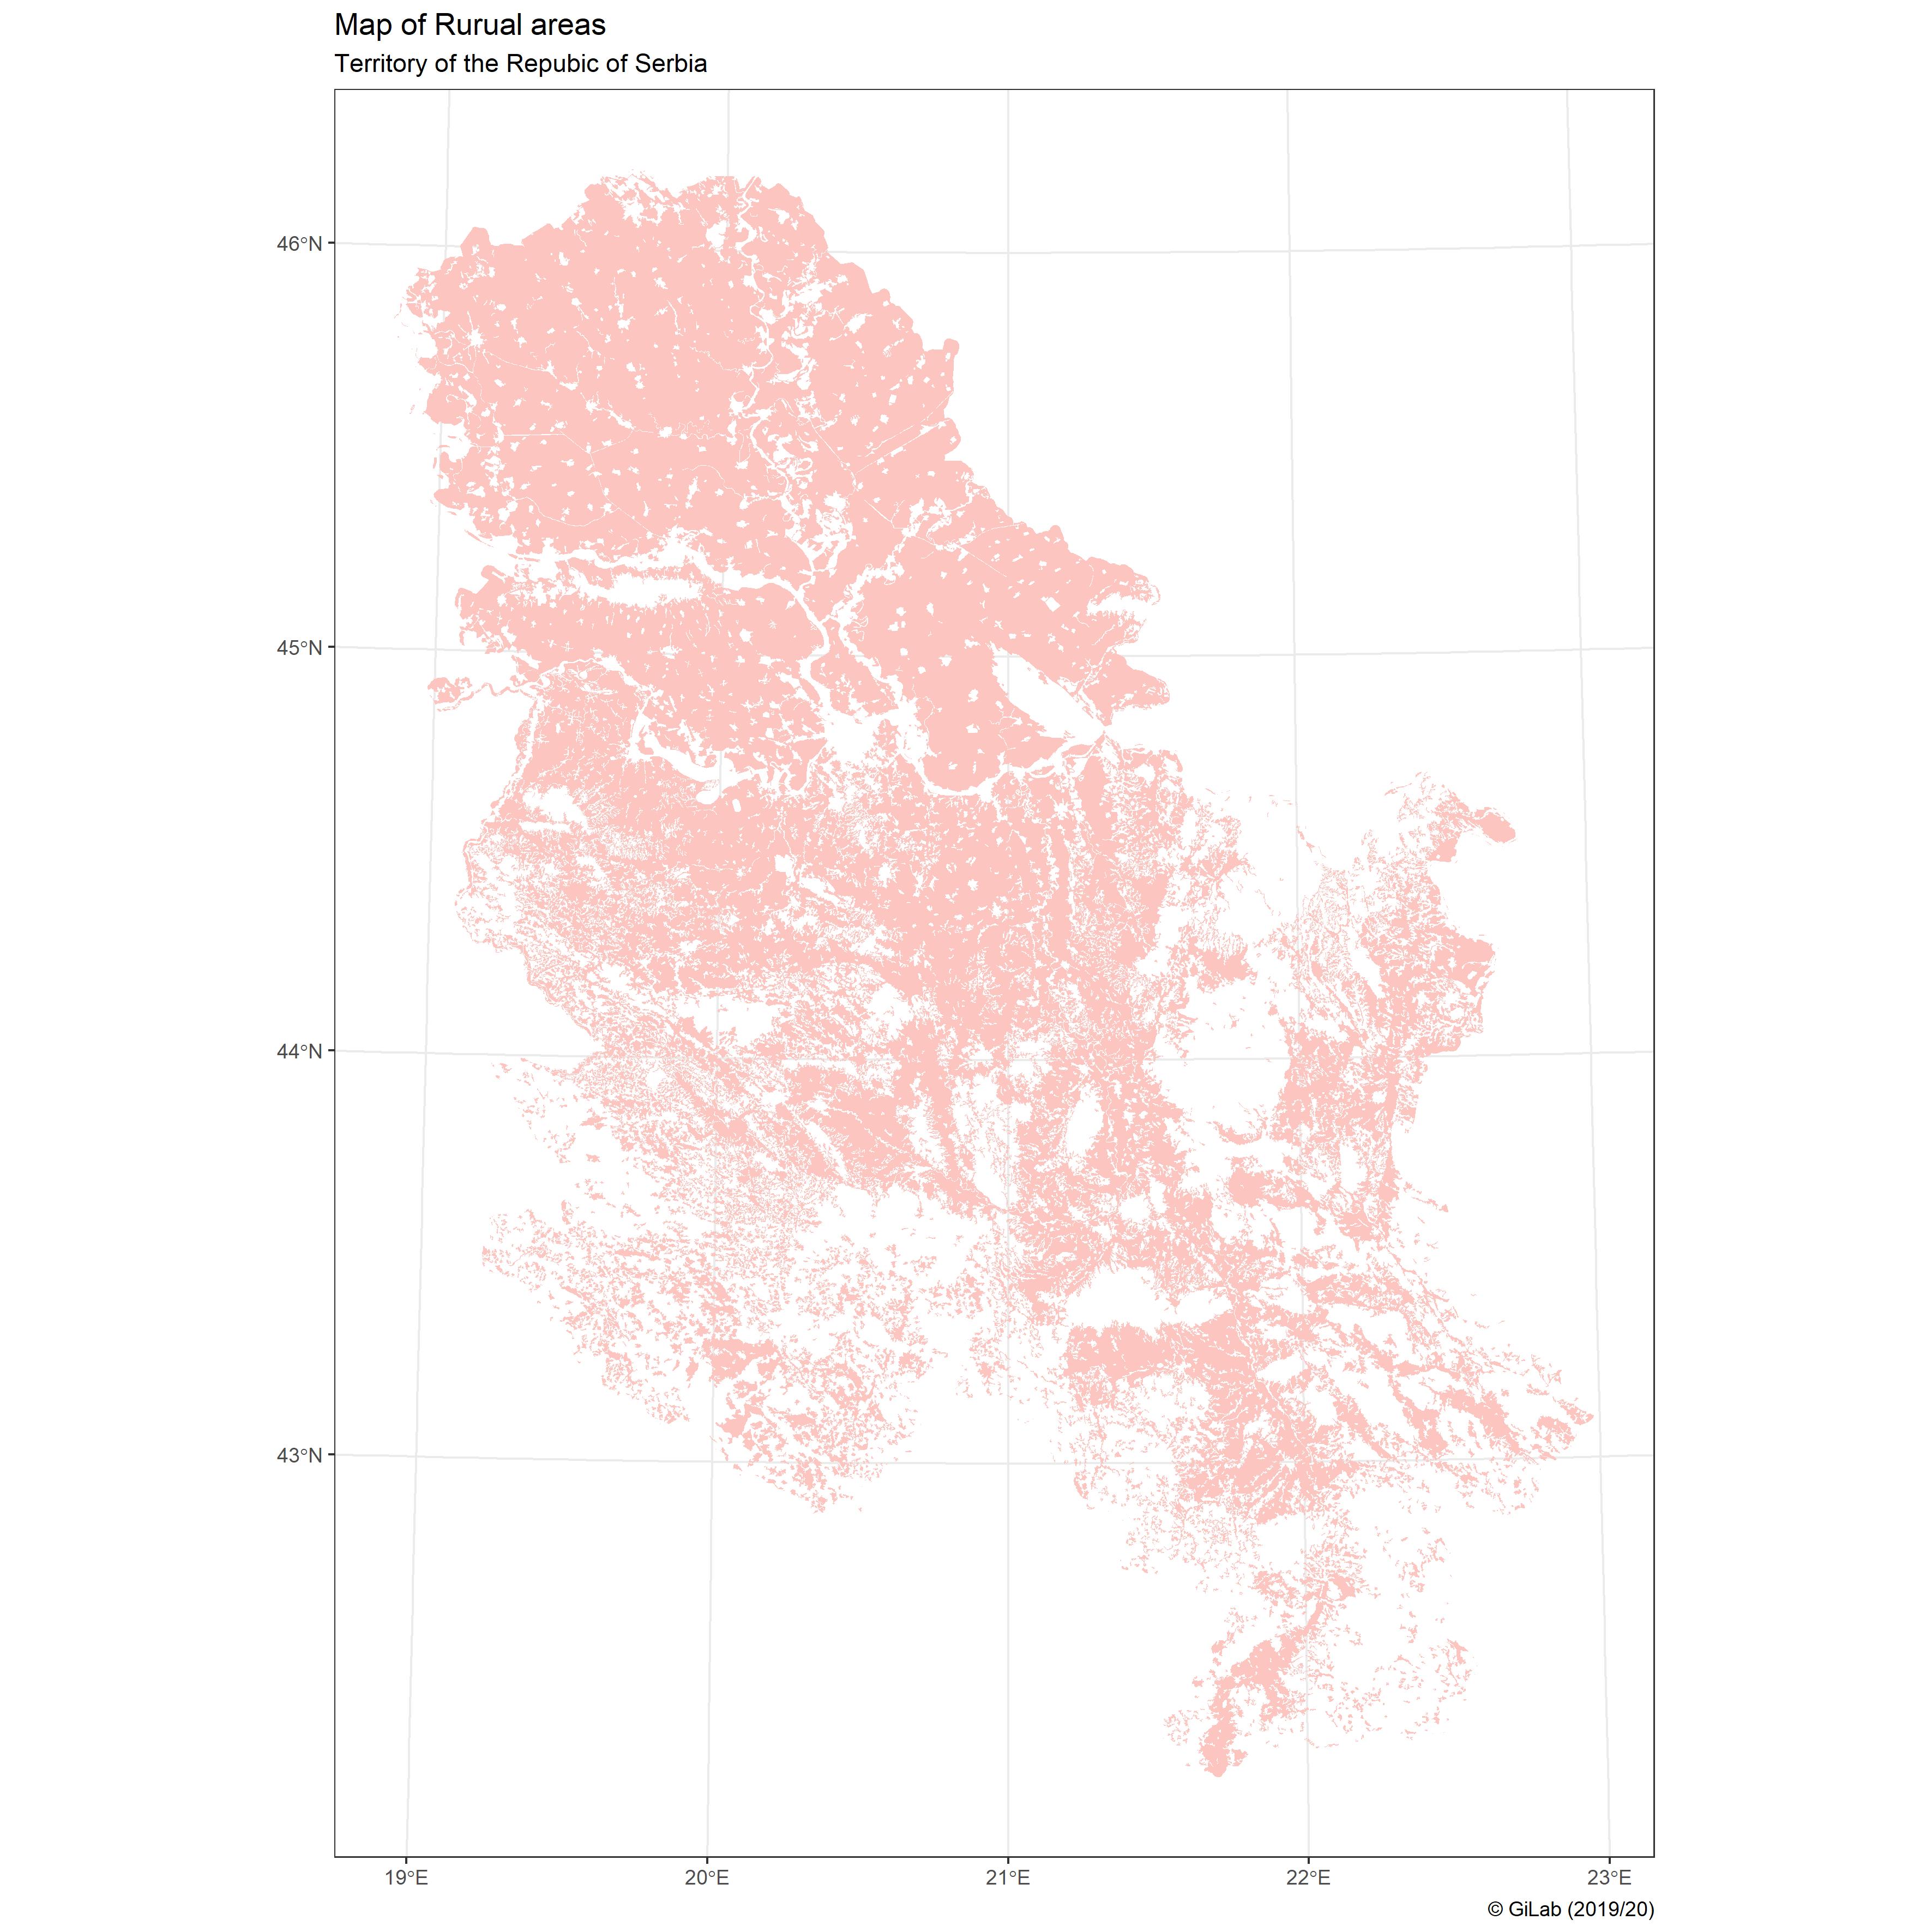 Map of Rurual areas
Territory of the Repubic of Serbia
46°N
45°N
44°N
43°N
19°E
20°E
21°E
22°E
23°E
© GiLab (2019/20)